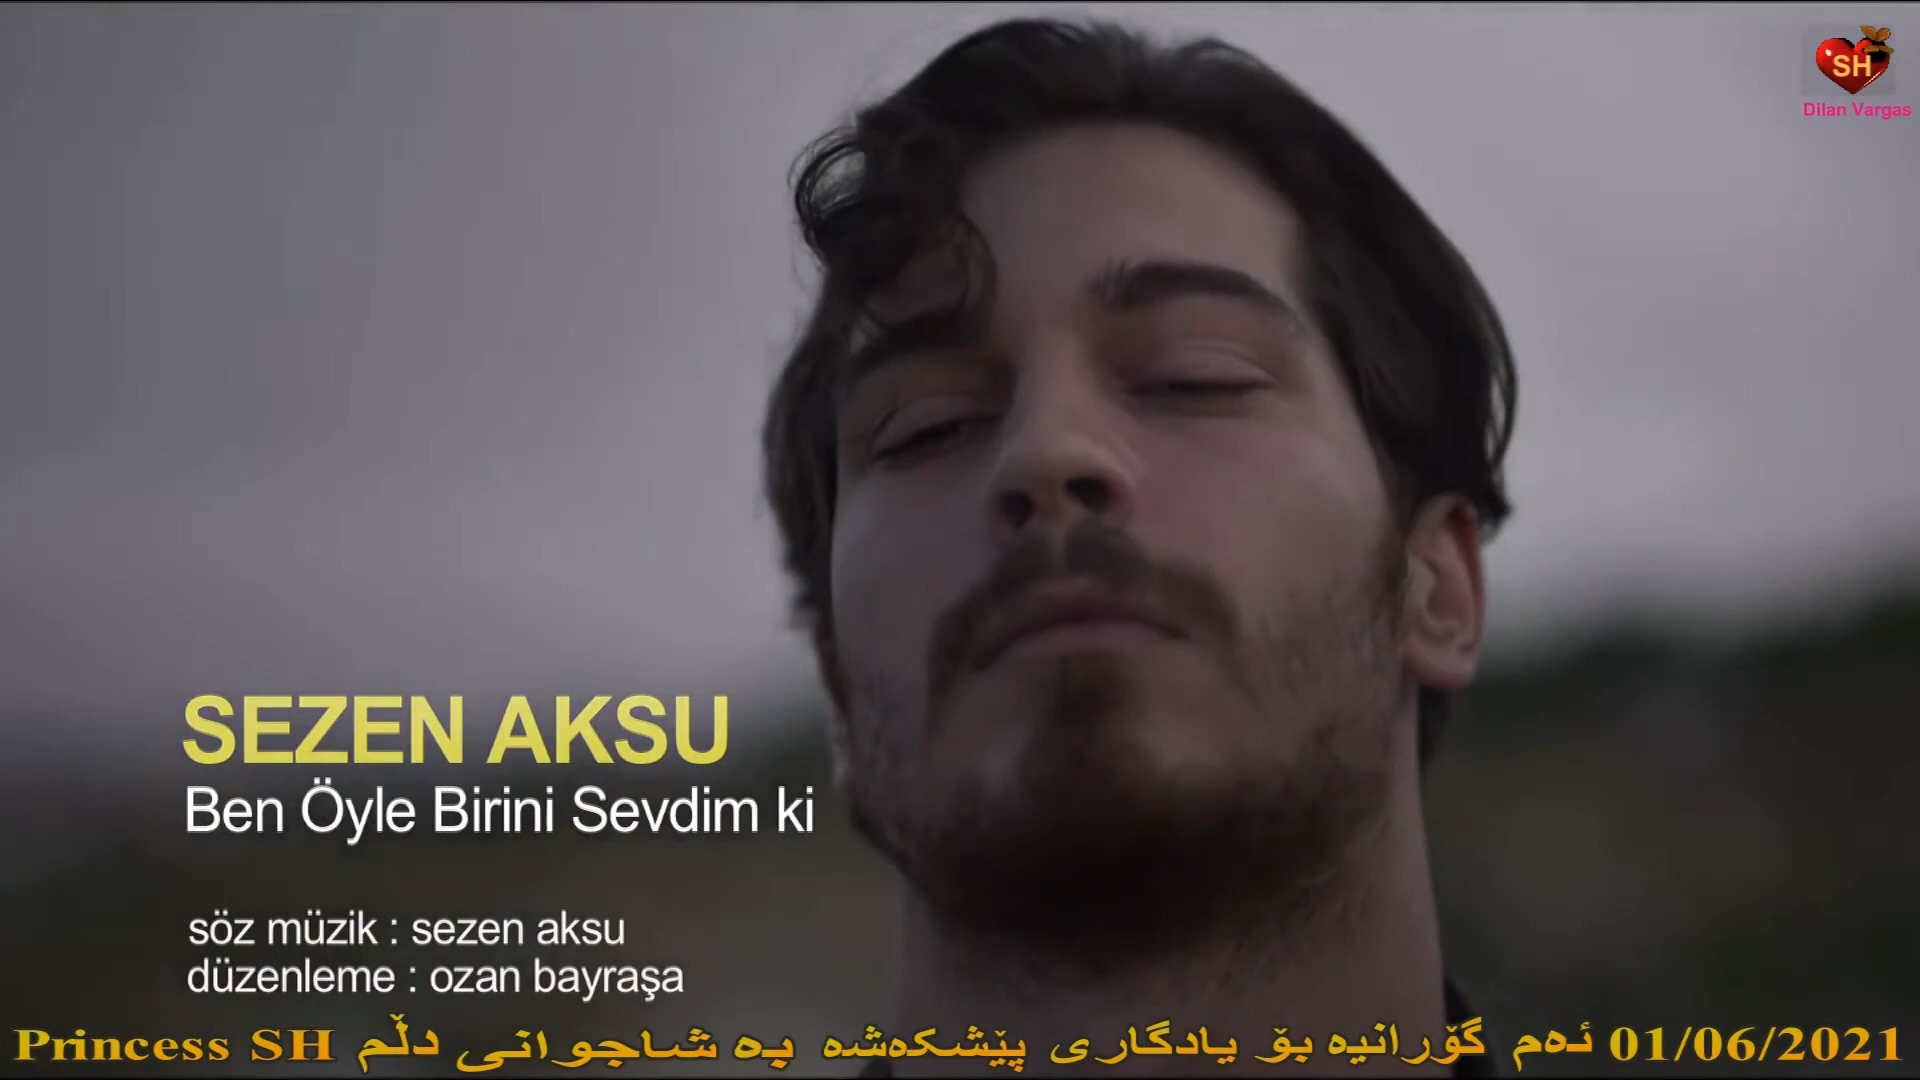 SH
Dilan Vargas
SEZEN AKSU
Ben Öyle Birini Sevdim ki
söz müzik : sezen aksu
düzenleme : ozan bayraşa
01/06/2021 ئەم گۆرانیە بۆ یادگاری پێشکەشە بە شاجوانی دڵم Princess SH